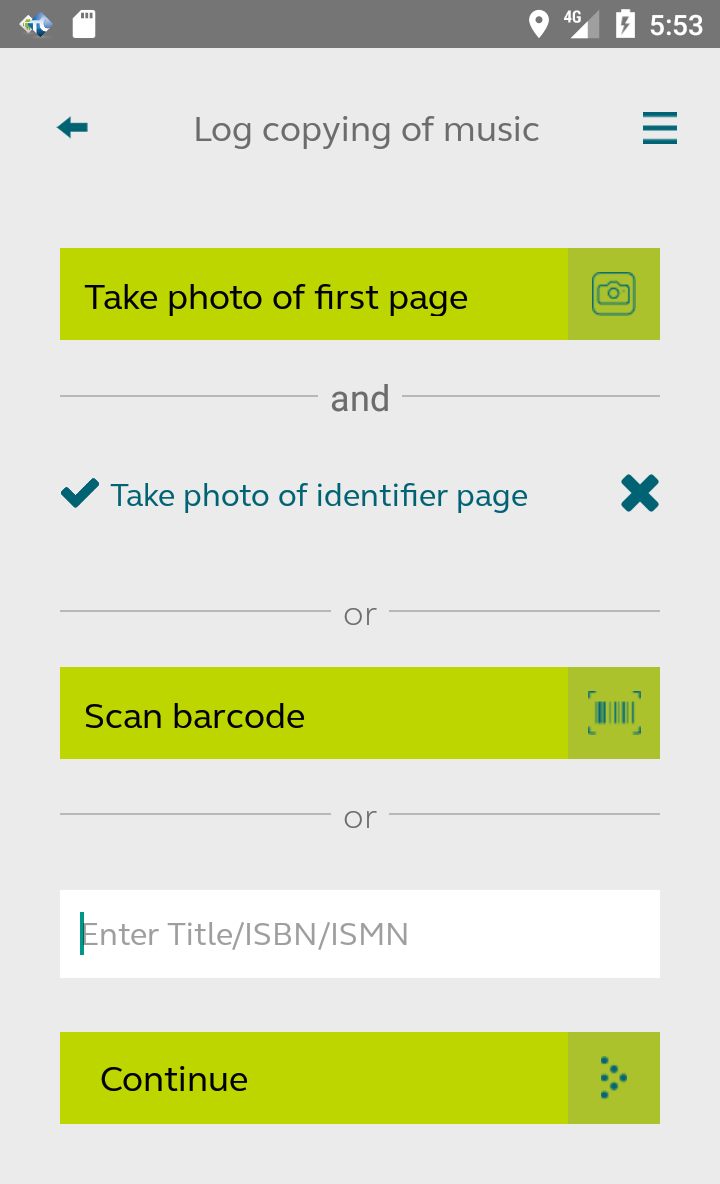 4G 5:53
Log copying of music
Take photo of first page
and
Take photo of identifier page
or
Scan barcode
or
Enter Title/ISBN/ISMN
Continue